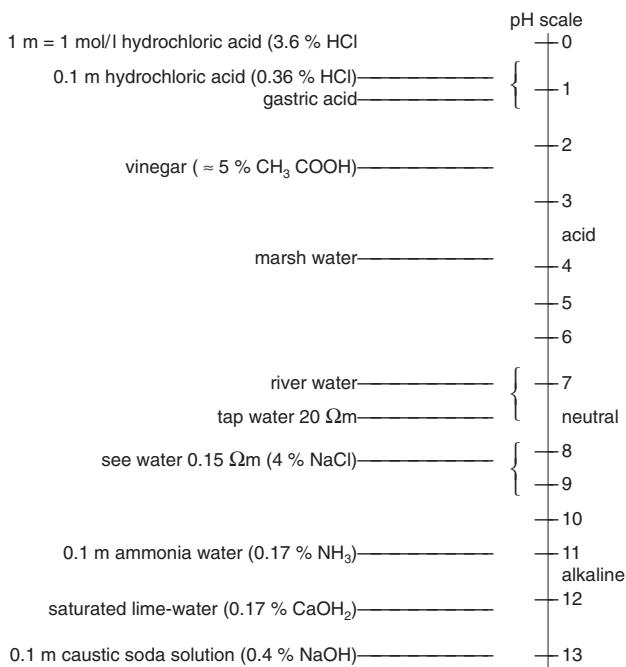 pH scale
1 m = 1 mol/l hydrochloric acid (3.6 % HCl
0
0.1 m hydrochloric acid (0.36 % HCl)
1
gastric acid
2
vinegar ( ≈ 5 % CH₃ COOH)
3
acid
marsh water
4
5
6
river water
7
tap water 20 Ωm
neutral
8
see water 0.15 Ωm (4 % NaCl)
9
10
0.1 m ammonia water (0.17 % NH₃)
11
alkaline
12
saturated lime-water (0.17 % CaOH₂)
0.1 m caustic soda solution (0.4 % NaOH)
13